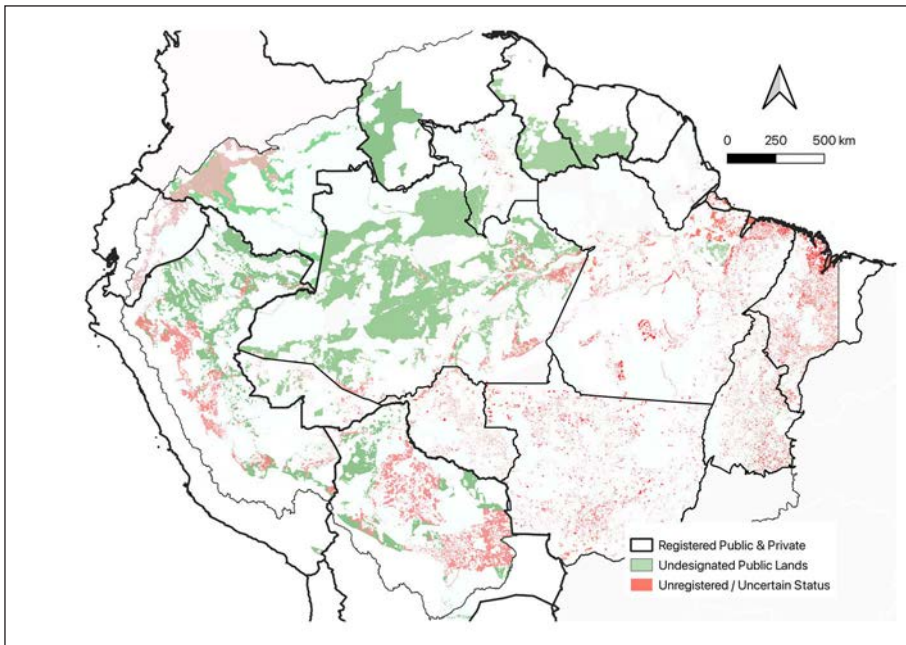 0 250 500 km
Registered Public & Private
Undesignated Public Lands
Unregistered / Uncertain Status